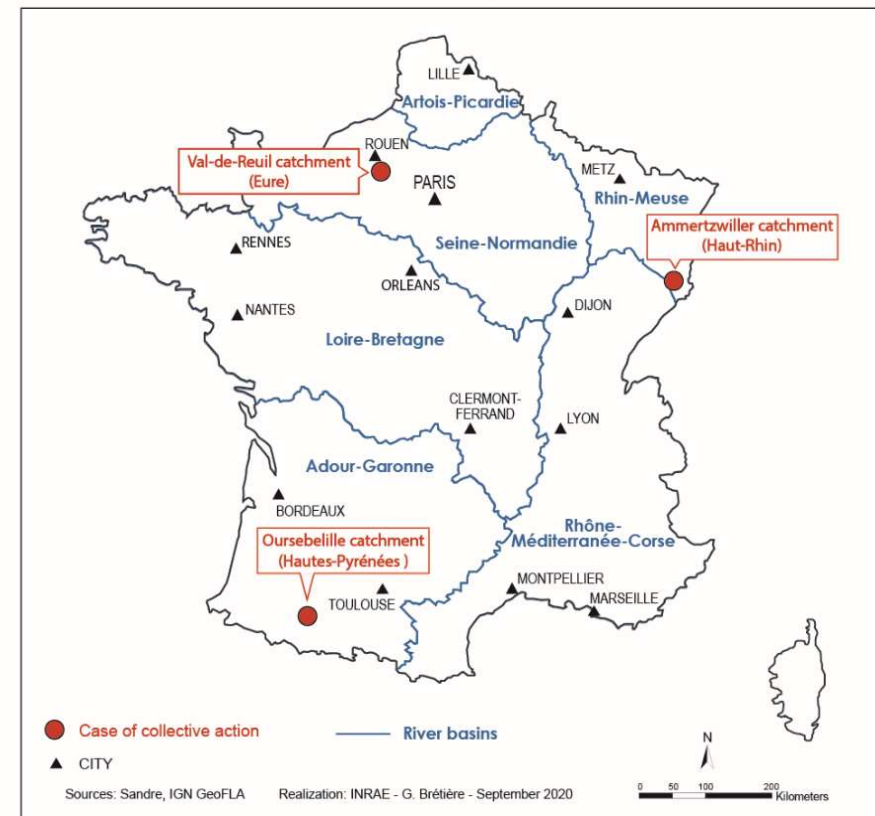 LILLE
Artois-Picardie
ROUEN
Val-de-Reuil catchment
(Eure)
METZ
PARIS
Rhin-Meuse
Ammertzwiller catchment
(Haut-Rhin)
RENNES
Seine-Normandie
ORLEANS
NANTES
DIJON
Loire-Bretagne
CLERMONT-
FERRAND
LYON
Adour-Garonne
BORDEAUX
Rhône-
Méditerranée-Corse
Oursebelille catchment
(Hautes-Pyrénées )
MONTPELLIER
TOULOUSE
MARSEILLE
Case of collective action
River basins
CITY
N
Sources: Sandre, IGN GeoFLA
Realization: INRAE - G. Brétière - September 2020
0 50 100 200
Kilometers